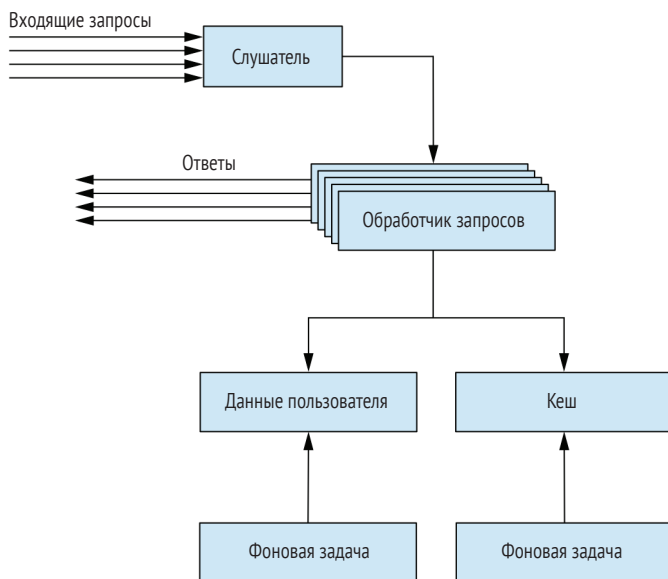 Входящие запросы
Слушатель
Ответы
Обработчик запросов
Данные пользователя
Кеш
Фоновая задача
Фоновая задача